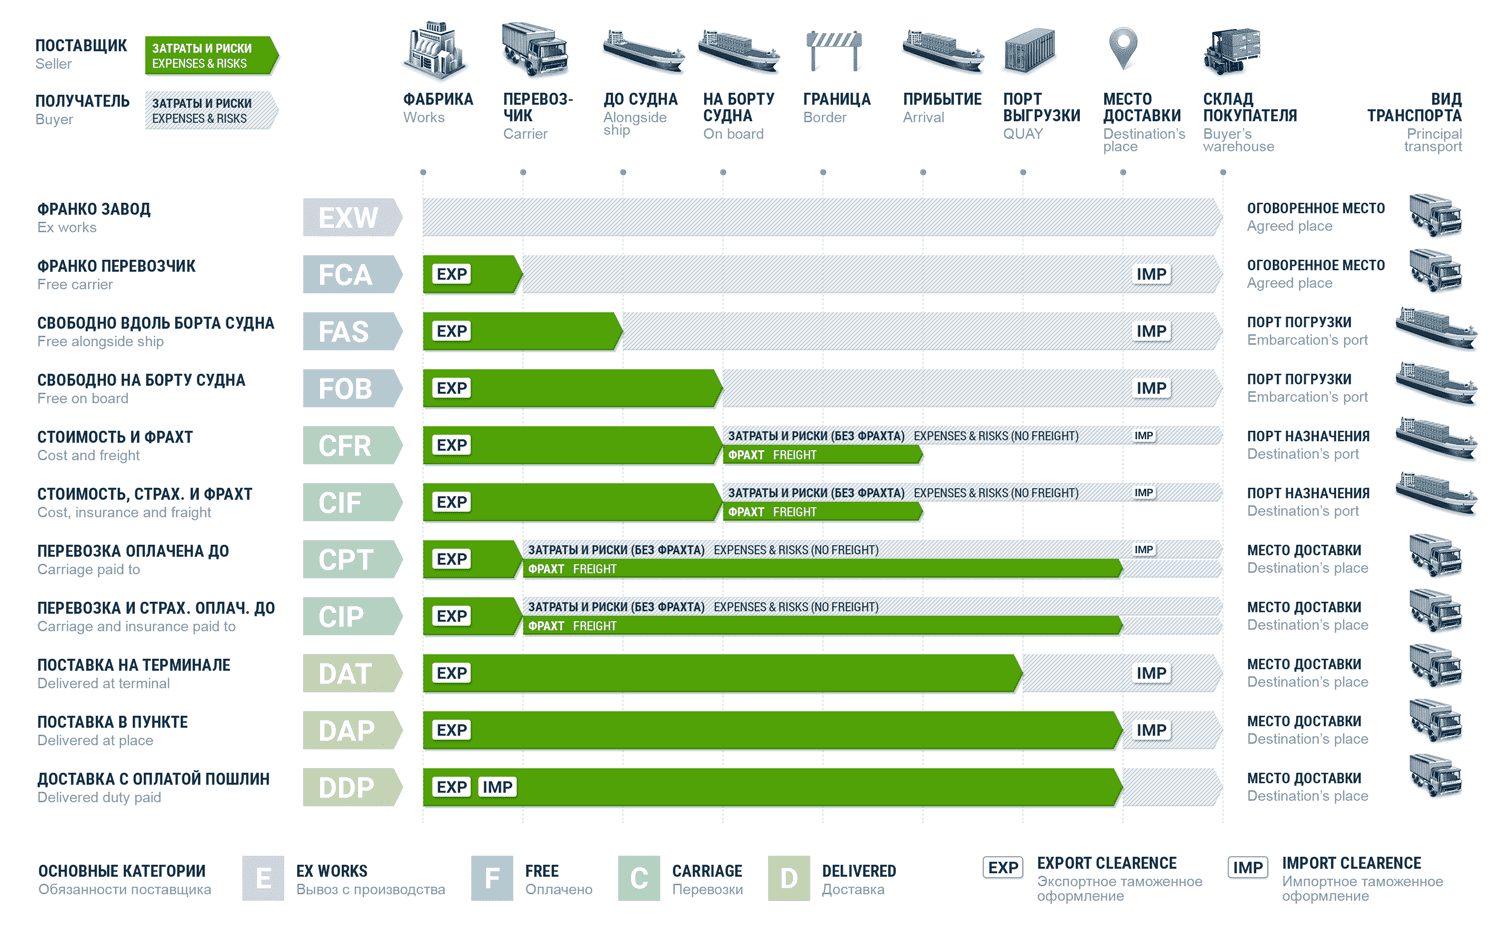 ПОСТАВЩИК
Seller
ЗАТРАТЫ И РИСКИ
EXPENSES & RISKS
ПОЛУЧАТЕЛЬ
Buyer
ЗАТРАТЫ И РИСКИ
EXPENSES & RISKS
ФАБРИКА
Works
ПЕРЕВОЗ-
ЧИК
Carrier
ДО СУДНА
Alongside
ship
НА БОРТУ
СУДНА
On board
ГРАНИЦА
Border
ПРИБЫТИЕ
Arrival
ПОРТ
ВЫГРУЗКИ
QUAY
МЕСТО
ДОСТАВКИ
Destination's
place
СКЛАД
ПОКУПАТЕЛЯ
Buyer's
warehouse
ВИД
ТРАНСПОРТА
Principal
transport
ФРАНКО ЗАВОД
Ex works
EXW
ОГОВОРЕННОЕ МЕСТО
Agreed place
ФРАНКО ПЕРЕВОЗЧИК
Free carrier
FCA
EXP
IMP
ОГОВОРЕННОЕ МЕСТО
Agreed place
СВОБОДНО ВДОЛЬ БОРТА СУДНА
Free alongside ship
FAS
EXP
IMP
ПОРТ ПОГРУЗКИ
Embarcation's port
СВОБОДНО НА БОРТУ СУДНА
Free on board
FOB
EXP
IMP
ПОРТ ПОГРУЗКИ
Embarcation's port
СТОИМОСТЬ И ФРАХТ
Cost and freight
CFR
EXP
ЗАТРАТЫ И РИСКИ (БЕЗ ФРАХТА) EXPENSES & RISKS (NO FREIGHT)
IMP
ФРАХТ FREIGHT
ПОРТ НАЗНАЧЕНИЯ
Destination's port
СТОИМОСТЬ, СТРАХ. И ФРАХТ
Cost, insurance and fraight
CIF
EXP
ЗАТРАТЫ И РИСКИ (БЕЗ ФРАХТА) EXPENSES & RISKS (NO FREIGHT)
IMP
ФРАХТ FREIGHT
ПОРТ НАЗНАЧЕНИЯ
Destination's port
ПЕРЕВОЗКА ОПЛАЧЕНА ДО
Carriage paid to
CPT
EXP
ЗАТРАТЫ И РИСКИ (БЕЗ ФРАХТА) EXPENSES & RISKS (NO FREIGHT)
IMP
ФРАХТ FREIGHT
МЕСТО ДОСТАВКИ
Destination's place
ПЕРЕВОЗКА И СТРАХ. ОПЛАЧ. ДО
Carriage and insurance paid to
CIP
EXP
ЗАТРАТЫ И РИСКИ (БЕЗ ФРАХТА) EXPENSES & RISKS (NO FREIGHT)
ФРАХТ FREIGHT
МЕСТО ДОСТАВКИ
Destination's place
ПОСТАВКА НА ТЕРМИНАЛЕ
Delivered at terminal
DAT
EXP
IMP
МЕСТО ДОСТАВКИ
Destination's place
ПОСТАВКА В ПУНКТЕ
Delivered at place
DAP
EXP
IMP
МЕСТО ДОСТАВКИ
Destination's place
ДОСТАВКА С ОПЛАТОЙ ПОШЛИН
Delivered duty paid
DDP
EXP
IMP
МЕСТО ДОСТАВКИ
Destination's place
ОСНОВНЫЕ КАТЕГОРИИ
Обязанности поставщика
E
EX WORKS
Вывоз с производства
F
FREE
Оплачено
C
CARRIAGE
Перевозки
D
DELIVERED
Доставка
EXP
EXPORT CLEARENCE
Экспортное таможенное
оформление
IMP
IMPORT CLEARENCE
Импортное таможенное
оформление